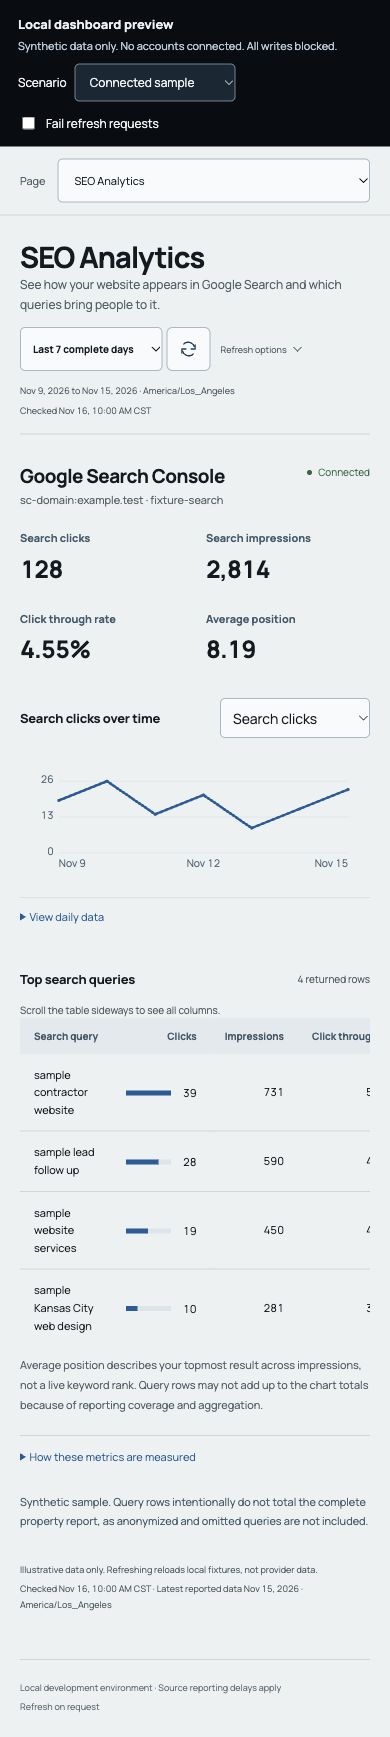 Local dashboard preview
Synthetic data only. No accounts connected. All writes blocked.
Scenario Connected sample
Fail refresh requests
Page SEO Analytics
SEO Analytics
See how your website appears in Google Search and which
queries bring people to it.
Last 7 complete days Refresh options
Nov 9, 2026 to Nov 15, 2026 · America/Los_Angeles
Checked Nov 16, 10:00 AM CST
Google Search Console Connected
sc-domain:example.test · fixture-search
Search clicks Search impressions
128 2,814
Click through rate Average position
4.55% 8.19
Search clicks over time Search clicks
26
13
0
Nov 9 Nov 12 Nov 15
View daily data
Top search queries 4 returned rows
Scroll the table sideways to see all columns.
Search query Clicks Impressions Click throug
sample
contractor
website
39 731 5
sample lead
follow up
28 590 4
sample
website
services
19 450 4
sample
Kansas City
web design
10 281 3
Average position describes your topmost result across impressions,
not a live keyword rank. Query rows may not add up to the chart totals
because of reporting coverage and aggregation.
How these metrics are measured
Synthetic sample. Query rows intentionally do not total the complete
property report, as anonymized and omitted queries are not included.
Illustrative data only. Refreshing reloads local fixtures, not provider data.
Checked Nov 16, 10:00 AM CST · Latest reported data Nov 15, 2026 ·
America/Los_Angeles
Local development environment · Source reporting delays apply
Refresh on request